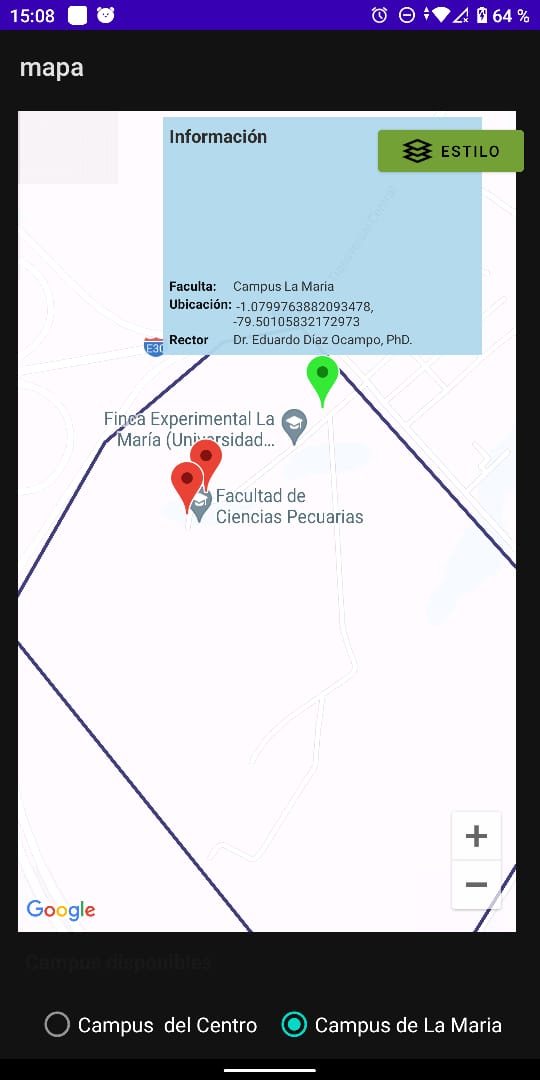 15:08
64 %
mapa
Información
ESTILO
Faculta: Campus La Maria
Ubicación: -1.0799763882093478,
-79.50105832172973
Rector Dr. Eduardo Díaz Ocampo, PhD.
E30
Finca Experimental La
María (Universidad...
Facultad de
Ciencias Pecuarias
Google
Campus disponibles
Campus del Centro
Campus de La Maria